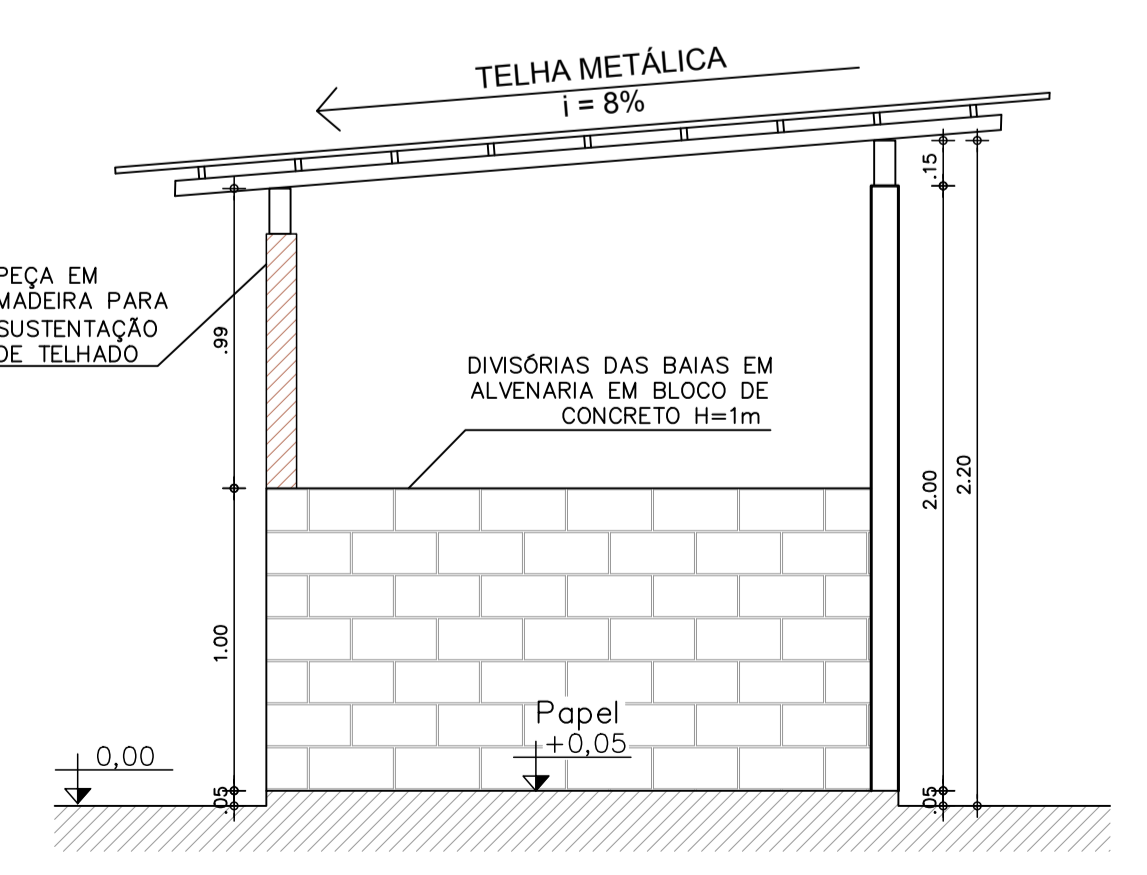 TELHA METÁLICA
i = 8%
.15
PEÇA EM
MADEIRA PARA
SUSTENTAÇÃO
DE TELHADO
.99
DIVISÓRIAS DAS BAIAS EM
ALVENARIA EM BLOCO DE
CONCRETO H=1m
2.00
2.20
1.00
Papel
+0,05
0,00
.05
.05